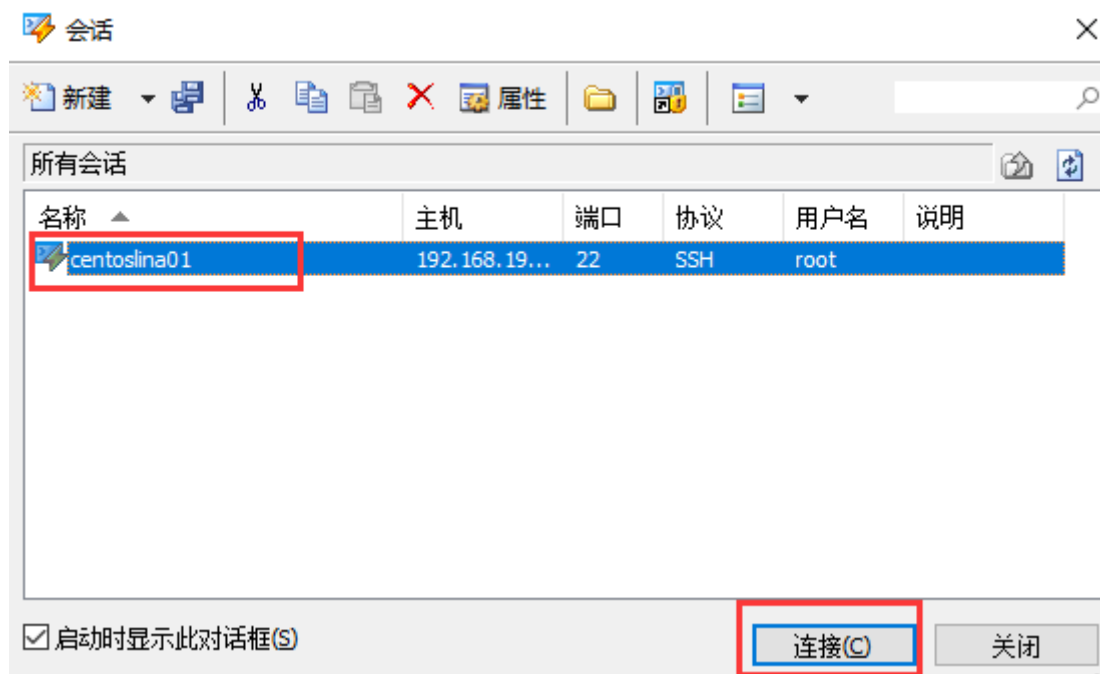 会话
新建 属性
所有会话
名称 主机 端口 协议 用户名 说明
centoslina01 192.168.19... 22 SSH root
启动时显示此对话框(S) 连接(C) 关闭